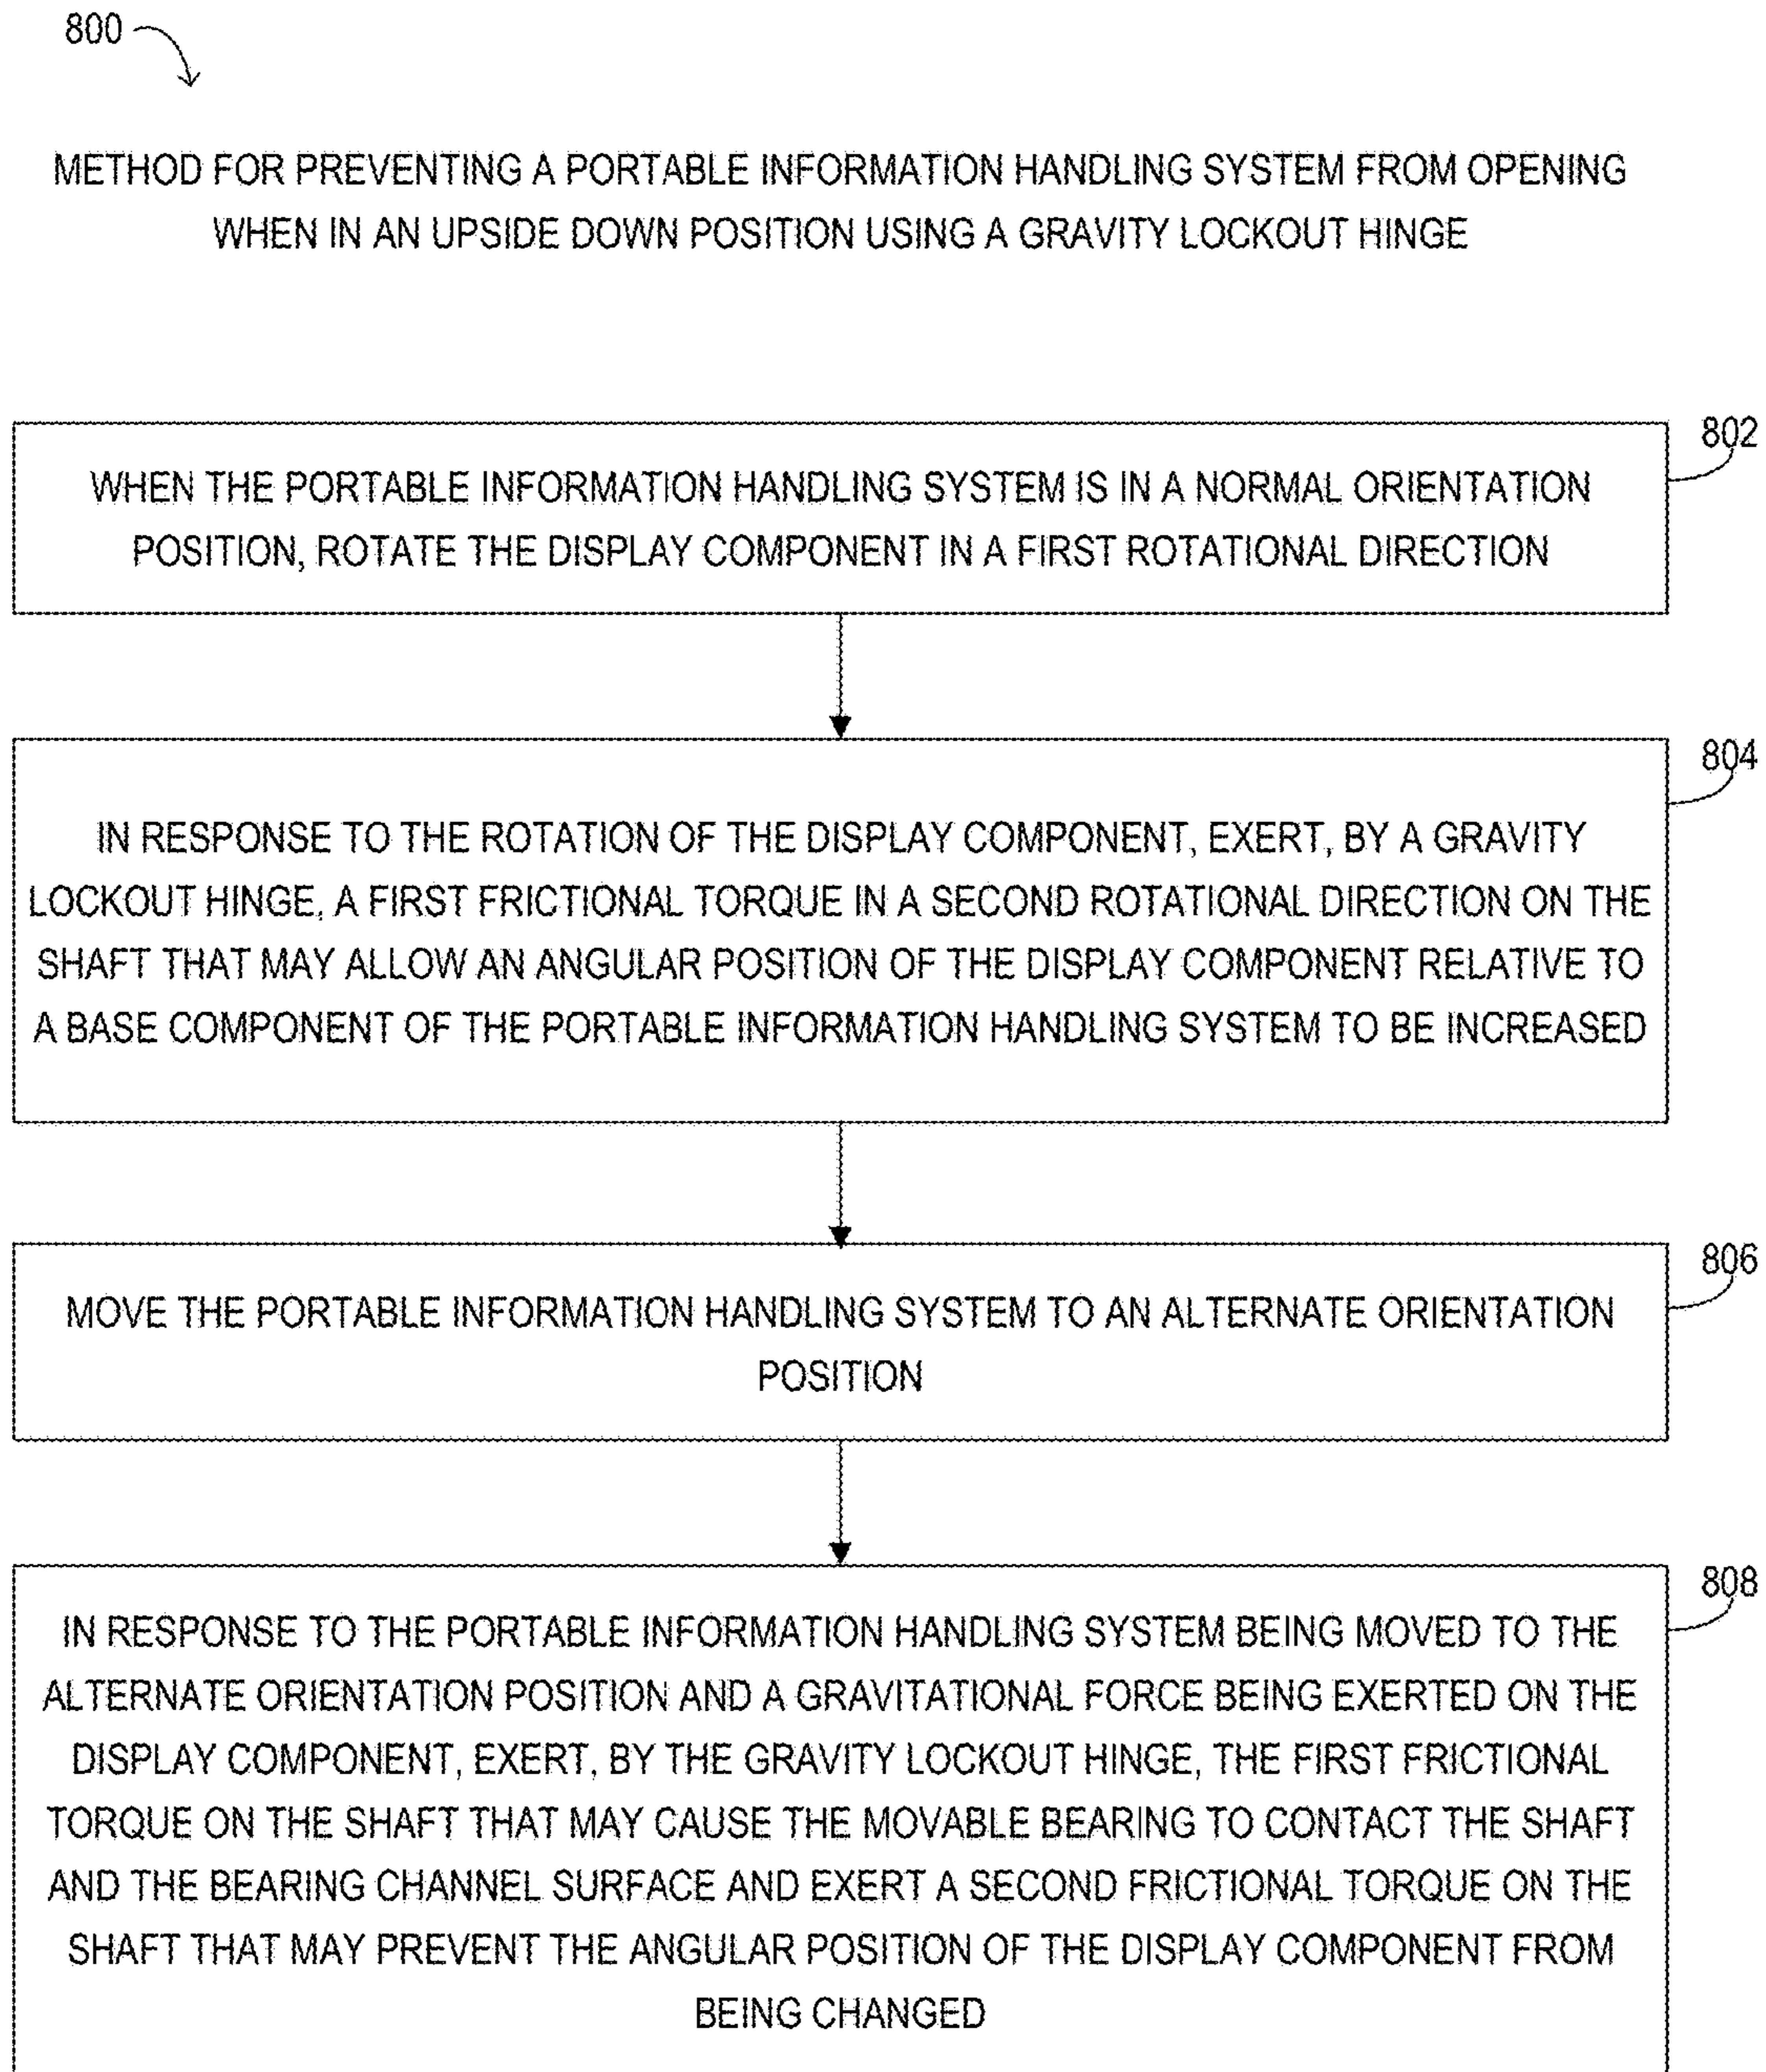 800
METHOD FOR PREVENTING A PORTABLE INFORMATION HANDLING SYSTEM FROM OPENING
WHEN IN AN UPSIDE DOWN POSITION USING A GRAVITY LOCKOUT HINGE
802
WHEN THE PORTABLE INFORMATION HANDLING SYSTEM IS IN A NORMAL ORIENTATION
POSITION, ROTATE THE DISPLAY COMPONENT IN A FIRST ROTATIONAL DIRECTION
804
IN RESPONSE TO THE ROTATION OF THE DISPLAY COMPONENT, EXERT, BY A GRAVITY
LOCKOUT HINGE, A FIRST FRICTIONAL TORQUE IN A SECOND ROTATIONAL DIRECTION ON THE
SHAFT THAT MAY ALLOW AN ANGULAR POSITION OF THE DISPLAY COMPONENT RELATIVE TO
A BASE COMPONENT OF THE PORTABLE INFORMATION HANDLING SYSTEM TO BE INCREASED
806
MOVE THE PORTABLE INFORMATION HANDLING SYSTEM TO AN ALTERNATE ORIENTATION
POSITION
808
IN RESPONSE TO THE PORTABLE INFORMATION HANDLING SYSTEM BEING MOVED TO THE
ALTERNATE ORIENTATION POSITION AND A GRAVITATIONAL FORCE BEING EXERTED ON THE
DISPLAY COMPONENT, EXERT, BY THE GRAVITY LOCKOUT HINGE, THE FIRST FRICTIONAL
TORQUE ON THE SHAFT THAT MAY CAUSE THE MOVABLE BEARING TO CONTACT THE SHAFT
AND THE BEARING CHANNEL SURFACE AND EXERT A SECOND FRICTIONAL TORQUE ON THE
SHAFT THAT MAY PREVENT THE ANGULAR POSITION OF THE DISPLAY COMPONENT FROM
BEING CHANGED